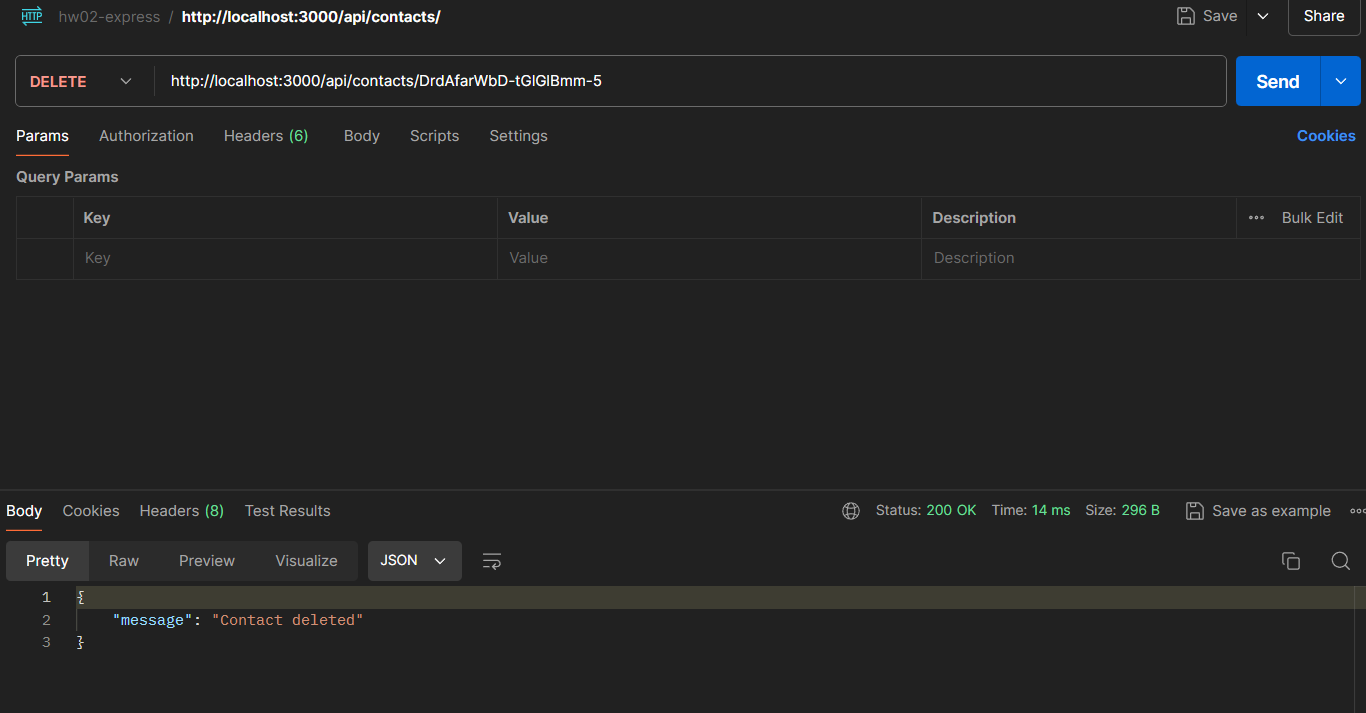 HTTP hw02-express / http://localhost:3000/api/contacts/ Save Share
DELETE http://localhost:3000/api/contacts/DrdAfarWbD-tGlGlBmm-5 Send
Params Authorization Headers (6) Body Scripts Settings Cookies
Query Params
Key Value Description Bulk Edit
Key Value Description
Body Cookies Headers (8) Test Results Status: 200 OK Time: 14 ms Size: 296 B Save as example
Pretty Raw Preview Visualize JSON
1 {
2 "message": "Contact deleted"
3 }